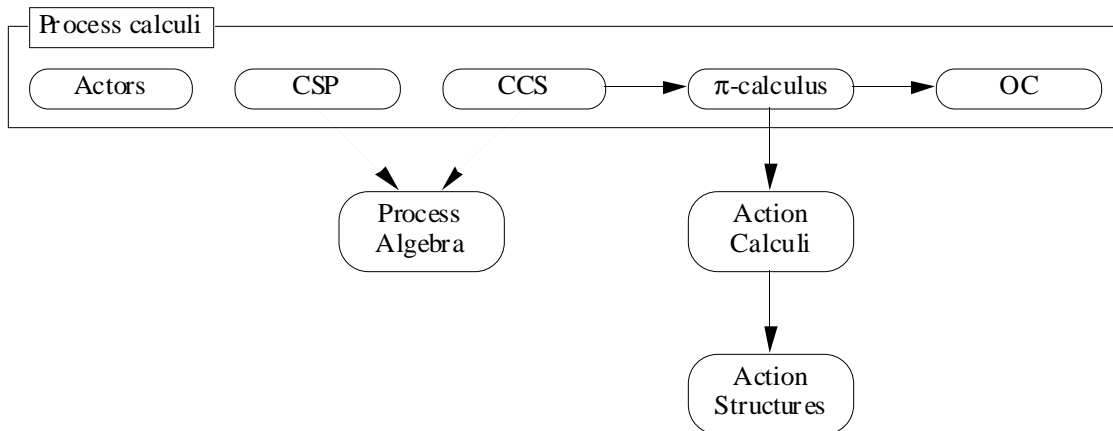 Process calculi
Actors
CSP
CCS
π-calculus
OC
Process
Algebra
Action
Calculi
Action
Structures